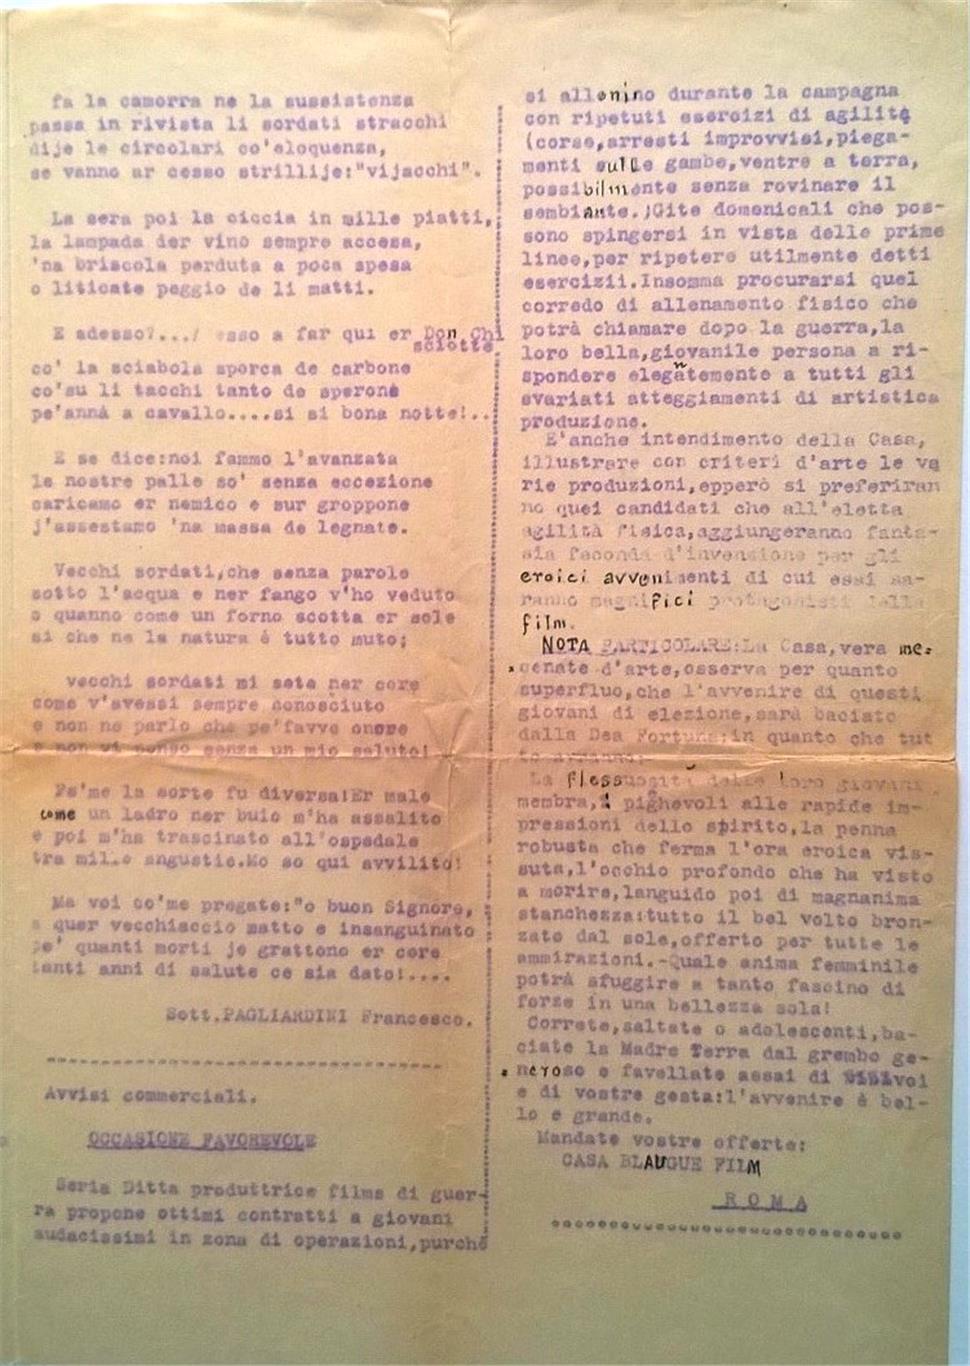 fa la camorra ne la sussistenza
passa in rivista li sordati stracchi
dije le circolari co'eloquenza,
se vanno ar cesso strillije:"vijacchi".
La sera poi la ciccia in mille piatti,
la lampada der vino sempre accesa,
'na briscola perduta a poca spesa
o liticate peggio de li matti.
E adesso?.../ esso a far qui er Don Chi
sciotte
co' la sciabola sporca de carbone
co'su li tacchi tanto de sperone
pe'annà a cavallo....si si bona notte!..
E se dice:noi fammo l'avanzata
le nostre palle so' senza eccezione
caricamo er nemico e sur groppone
j'assestamo 'na massa de legnate.
Vecchi sordati,che senza parole
sotto l'acqua e ner fango v'ho veduto
o quanno come un forno scotta er sole
si che ne la natura è tutto muto;
vecchi sordati mi sete ner core
come v'avessi sempre conosciuto
e non ne parlo che pe'favve onore
e non vi penso senza un mio saluto!
Pe'me la sorte fu diversa!Er male
come un ladro ner buio m'ha assalito
e poi m'ha trascinato all'ospedale
tra mille angustie.Mo so qui avvilito!
Ma voi co'me pregate:"o buon Signore,
a quer vecchiaccio matto e insanguinato
pe' quanti morti je grattono er core
tanti anni di salute ce sia dato!....
Sott.PAGLIARDINI Francesco.
Avvisi commerciali.
OCCASIONE FAVOREVOLE
Seria Ditta produttrice films di guer-
ra propone ottimi contratti a giovani
audacissimi in zona di operazioni,purchè
si allenino durante la campagna
con ripetuti esercizi di agilità
(corse,arresti improvvisi,piega-
menti sulle gambe,ventre a terra,
possibilmente senza rovinare il
sembiante.)Gite domenicali che pos-
sono spingersi in vista delle prime
linee,per ripetere utilmente detti
esercizii.Insomma procurarsi quel
corredo di allenamento fisico che
potrà chiamare dopo la guerra,la
loro bella,giovanile persona a ri-
spondere elegantemente a tutti gli
svariati atteggiamenti di artistica
produzione.
E'anche intendimento della Casa,
illustrare con criteri d'arte le va
rie produzioni,epperò si preferiran
no quei candidati che all'eletta
agilità fisica,aggiungeranno fanta-
sia feconda d'invenzione per gli
eroici avvenimenti di cui essi sa-
ranno magnifici protagonisti della
film.
NOTA PARTICOLARE:La Casa,vera me-
cenate d'arte,osserva per quanto
superfluo,che l'avvenire di questi
giovani di elezione,sarà baciato
dalla Dea Fortuna:in quanto che tut
to
La flessuosità delle loro giovani
membra, pighevoli alle rapide im-
pressioni dello spirito,la penna
robusta che ferma l'ora eroica vis-
suta,l'occhio profondo che ha visto
a morire,languido poi di magnanima
stanchezza:tutto il bel volto bron-
zato dal sole,offerto per tutte le
ammirazioni.-Quale anima femminile
potrà sfuggire a tanto fascino di
forze in una bellezza sola!
Correte,saltate o adolescenti,ba-
ciate la Madre Terra dal grembo ge-
neroso e favellate assai di voi
e di vostre gesta:l'avvenire è bel-
lo e grande.
Mandate vostre offerte:
CASA BLAUGUE FILM
ROMA